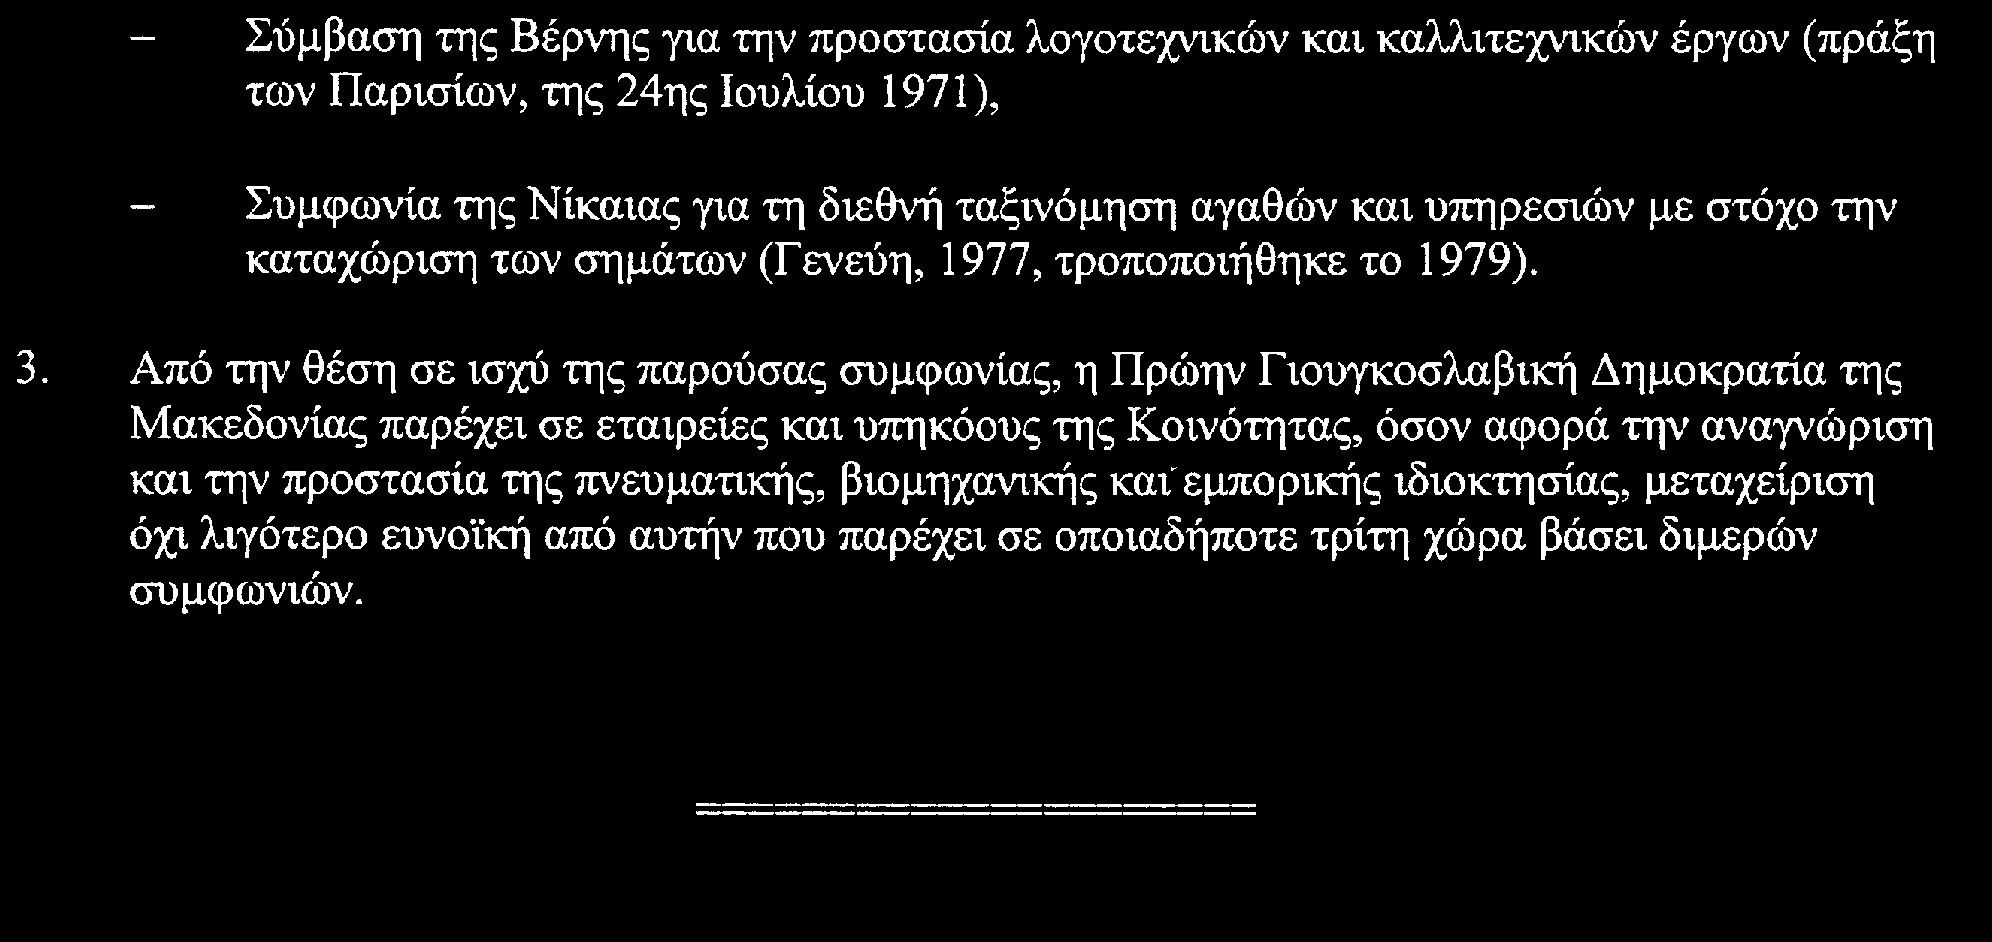 – Σύμβαση της Βέρνης για την προστασία λογοτεχνικών και καλλιτεχνικών έργων (πράξη
των Παρισίων, της 24ης Ιουλίου 1971),
– Συμφωνία της Νίκαιας για τη διεθνή ταξινόμηση αγαθών και υπηρεσιών με στόχο την
καταχώριση των σημάτων (Γενεύη, 1977, τροποποιήθηκε το 1979).
3. Από την θέση σε ισχύ της παρούσας συμφωνίας, η Πρώην Γιουγκοσλαβική Δημοκρατία της
Μακεδονίας παρέχει σε εταιρείες και υπηκόους της Κοινότητας, όσον αφορά την αναγνώριση
και την προστασία της πνευματικής, βιομηχανικής και εμπορικής ιδιοκτησίας, μεταχείριση
όχι λιγότερο ευνοϊκή από αυτήν που παρέχει σε οποιαδήποτε τρίτη χώρα βάσει διμερών
συμφωνιών.